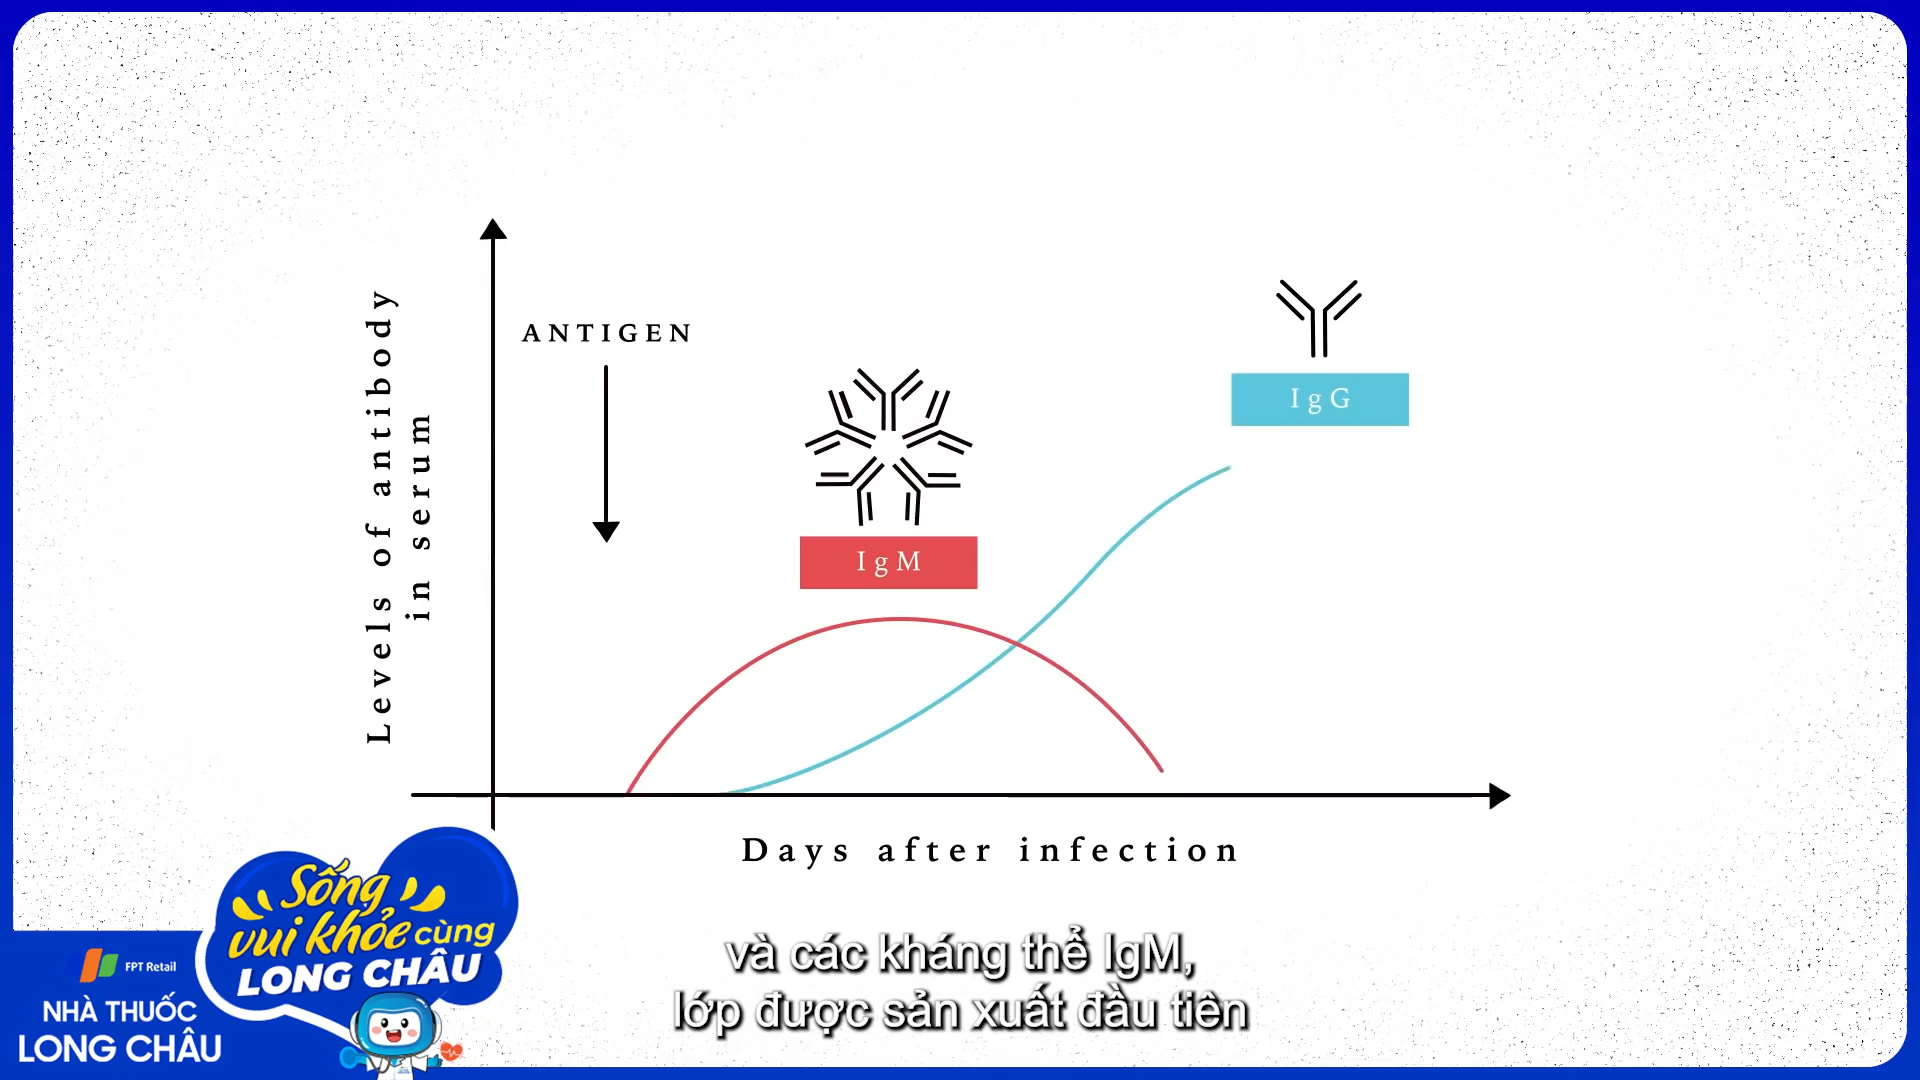 Levels of antibody
in serum
ANTIGEN
IgM
IgG
Days after infection
Sống
vui khỏe cùng
LONG CHÂU
FPT Retail
NHÀ THUỐC
LONG CHÂU
và các kháng thể IgM,
lớp được sản xuất đầu tiên